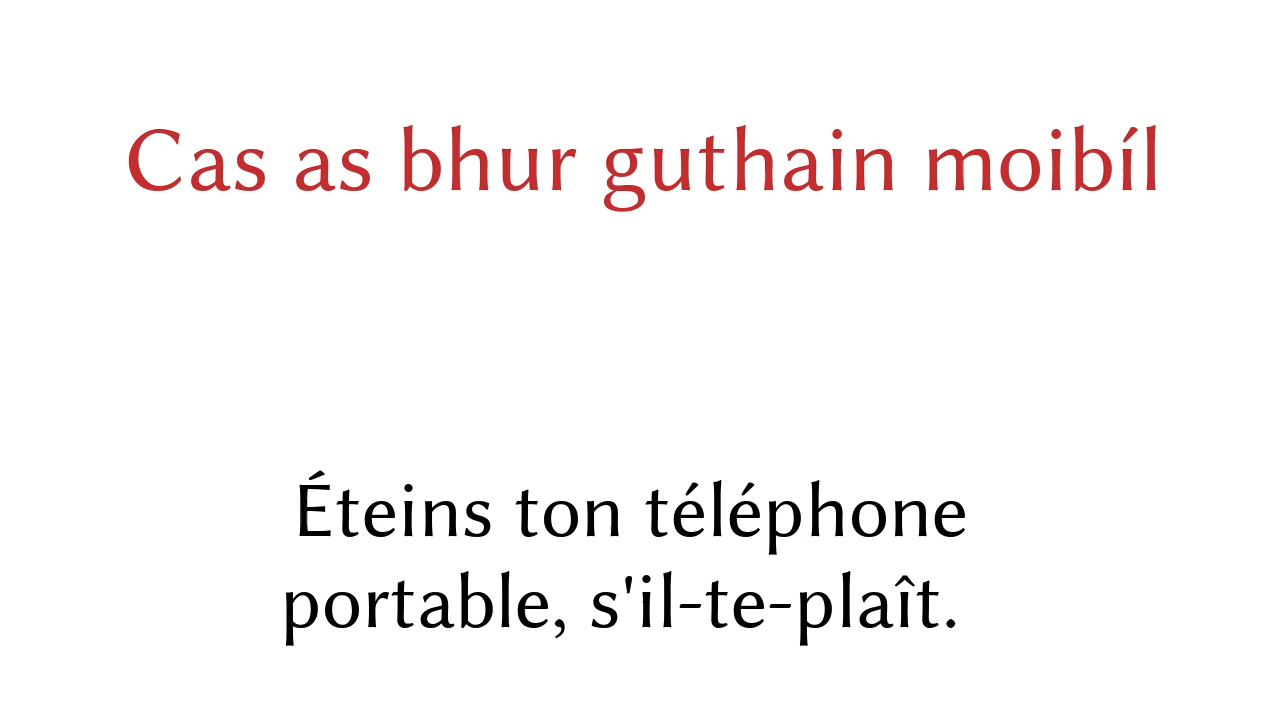 Cas as bhur guthain moibíl
Éteins ton téléphone
portable, s'il-te-plaît.